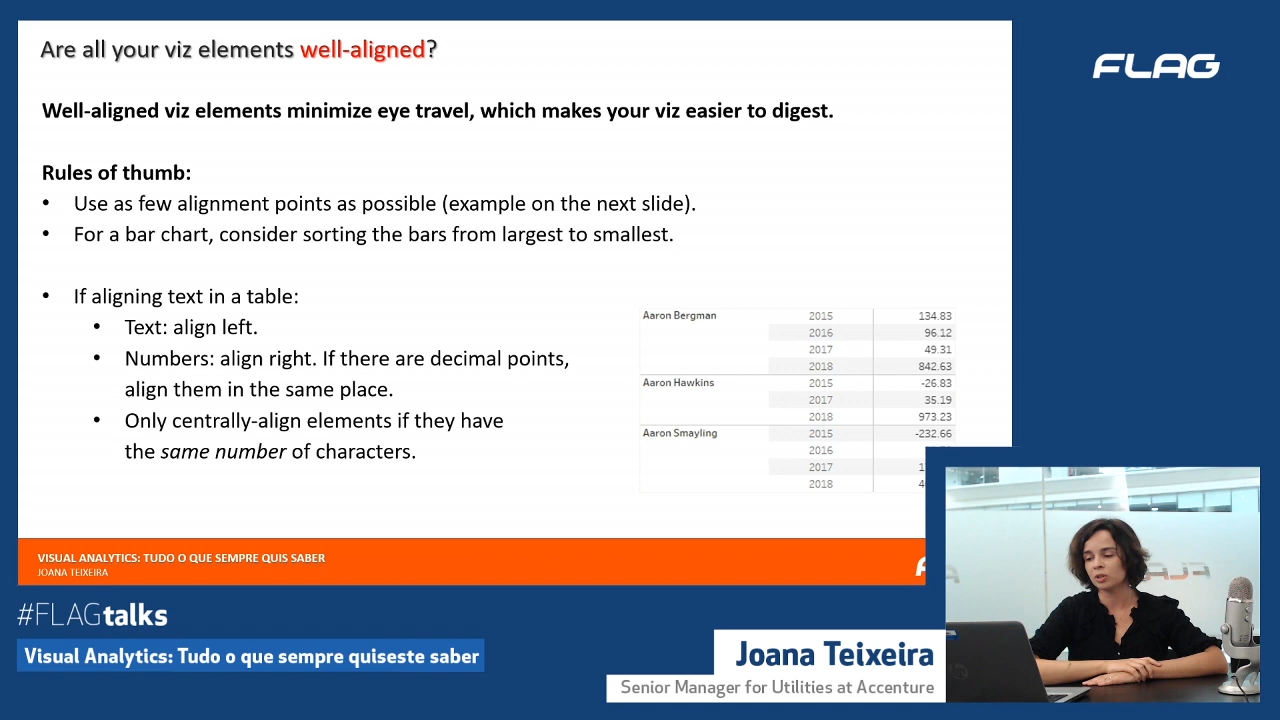 Are all your viz elements well-aligned?
FLAG
Well-aligned viz elements minimize eye travel, which makes your viz easier to digest.
Rules of thumb:
• Use as few alignment points as possible (example on the next slide).
• For a bar chart, consider sorting the bars from largest to smallest.
• If aligning text in a table:
• Text: align left.
• Numbers: align right. If there are decimal points,
align them in the same place.
• Only centrally-align elements if they have
the same number of characters.
Aaron Bergman 2015 134.83
2016 96.12
2017 49.31
2018 842.63
Aaron Hawkins 2015 -26.83
2017 35.19
2018 973.23
Aaron Smayling 2015 -232.66
2016
2017
2018
VISUAL ANALYTICS: TUDO O QUE SEMPRE QUIS SABER
JOANA TEIXEIRA
#FLAGtalks
Visual Analytics: Tudo o que sempre quiseste saber
Joana Teixeira
Senior Manager for Utilities at Accenture